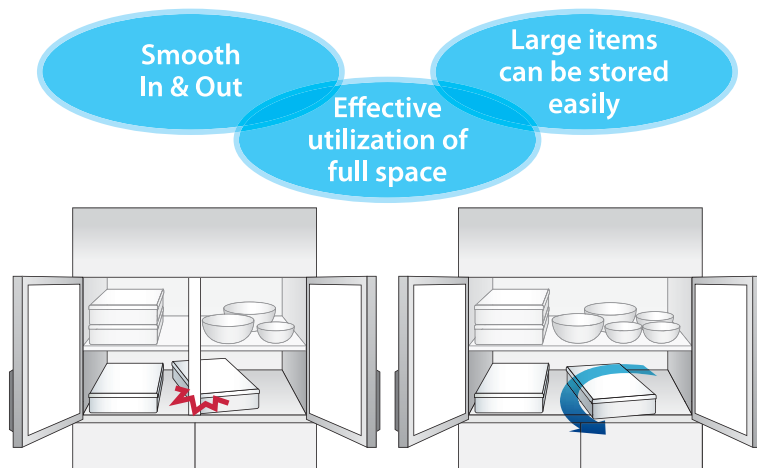 Smooth
In & Out
Effective
utilization of
full space
Large items
can be stored
easily